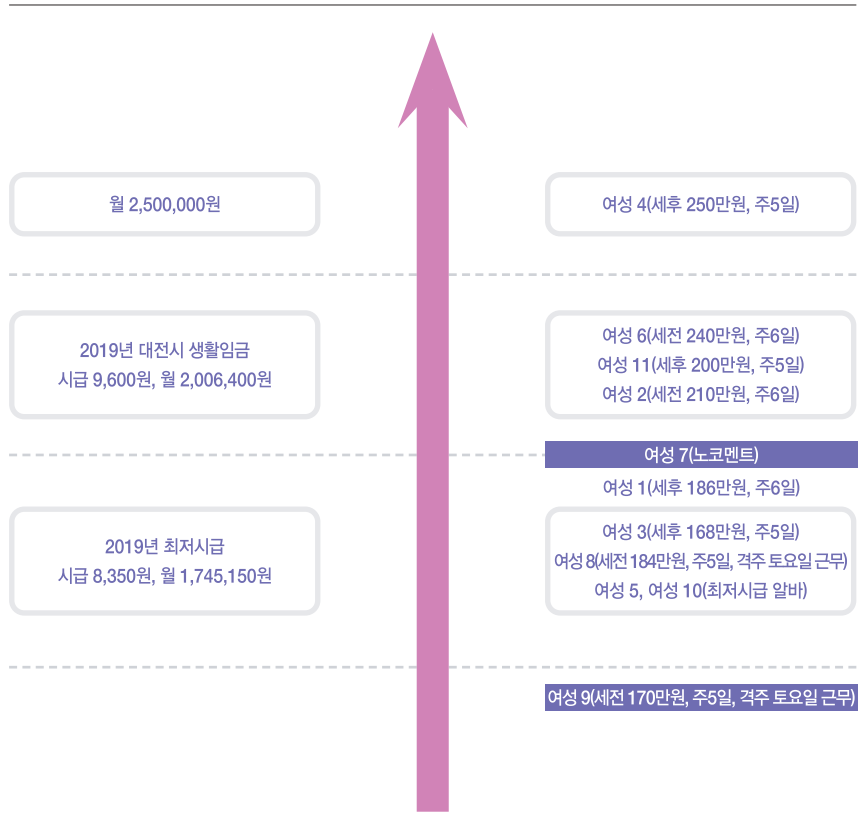 월 2,500,000원
여성 4(세후 250만원, 주5일)
2019년 대전시 생활임금
시급 9,600원, 월 2,006,400원
여성 6(세전 240만원, 주6일)
여성 11(세후 200만원, 주5일)
여성 2(세전 210만원, 주6일)
여성 7(노코멘트)
여성 1(세후 186만원, 주6일)
2019년 최저시급
시급 8,350원, 월 1,745,150원
여성 3(세후 168만원, 주5일)
여성 8(세전 184만원, 주5일, 격주 토요일 근무)
여성 5, 여성 10(최저시급 알바)
여성 9(세전 170만원, 주5일, 격주 토요일 근무)